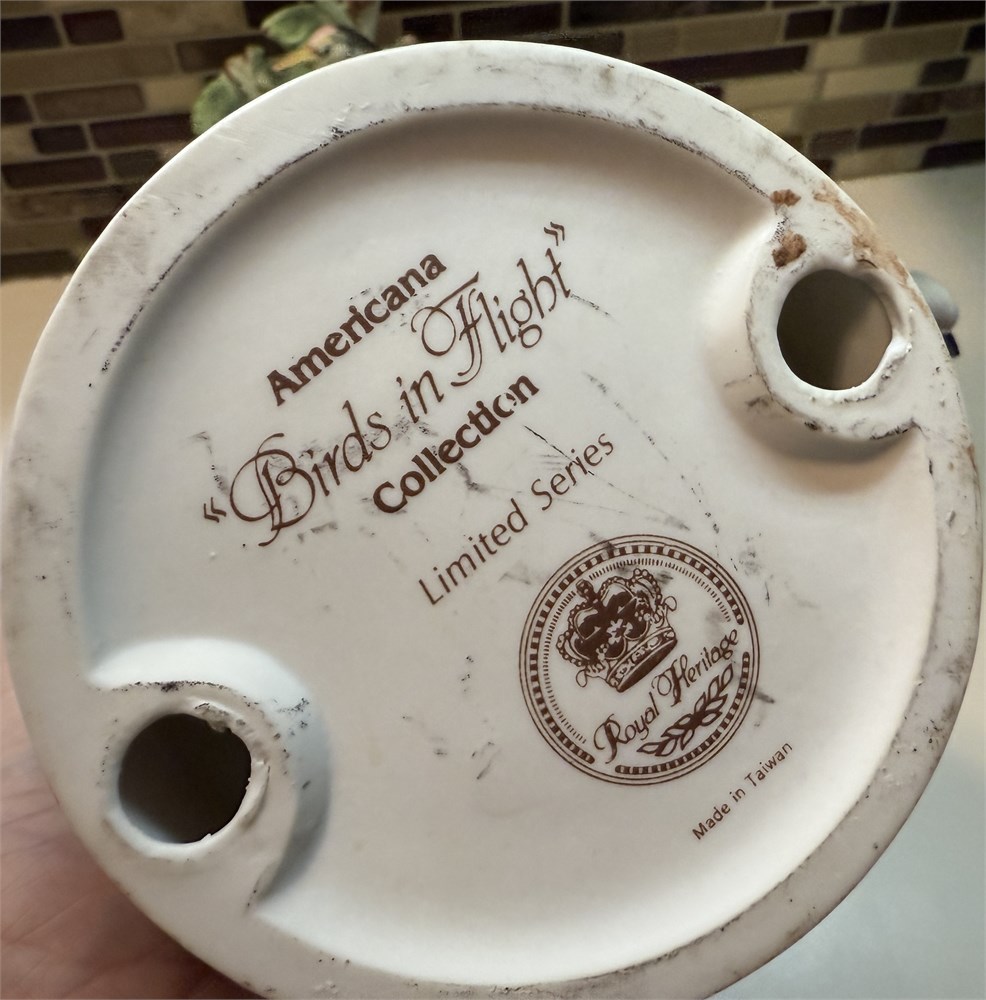 Americana
"Birds in Flight"
Collection
Limited Series
Royal Heritage
Made in Taiwan